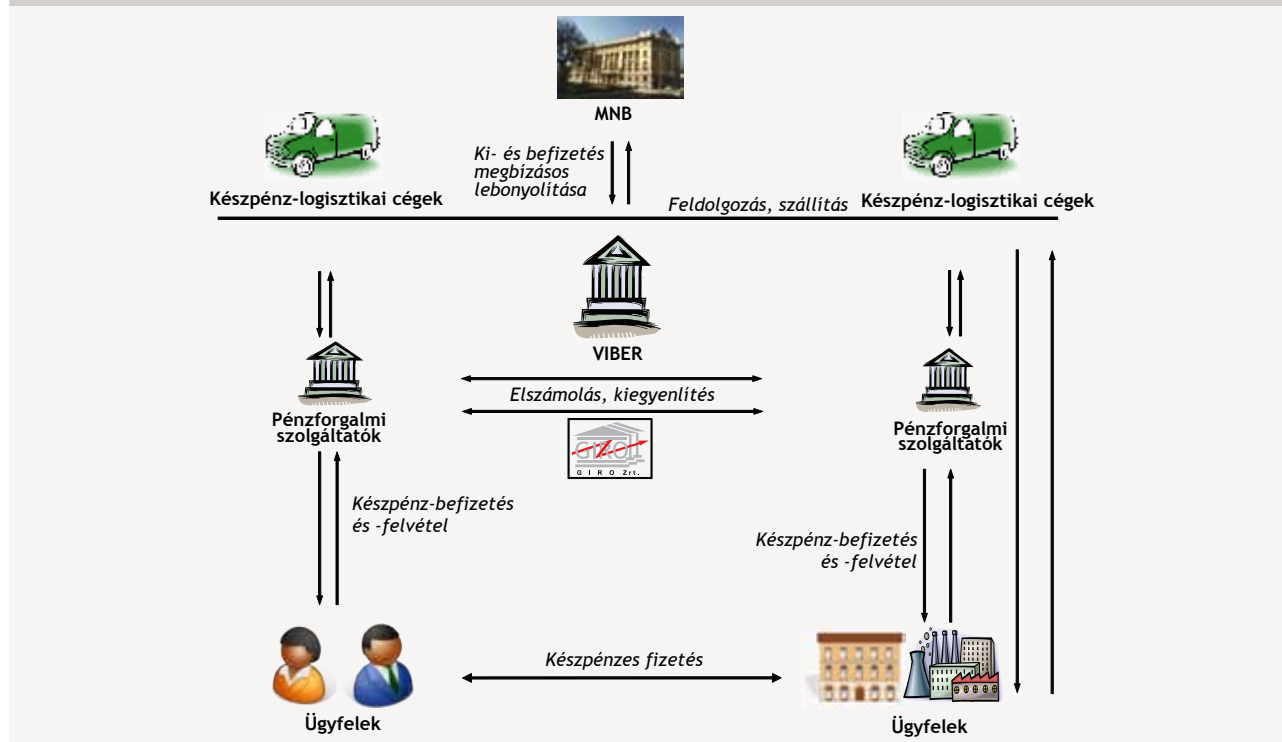 MNB
Ki- és befizetés
megbízásos
lebonyolítása
Készpénz-logisztikai cégek
Feldolgozás, szállítás
Készpénz-logisztikai cégek
VIBER
Elszámolás, kiegyenlítés
Pénzforgalmi
szolgáltatók
Pénzforgalmi
szolgáltatók
GIRO
GIRO Zrt.
Készpénz-befizetés
és -felvétel
Készpénz-befizetés
és -felvétel
Készpénzes fizetés
Ügyfelek
Ügyfelek